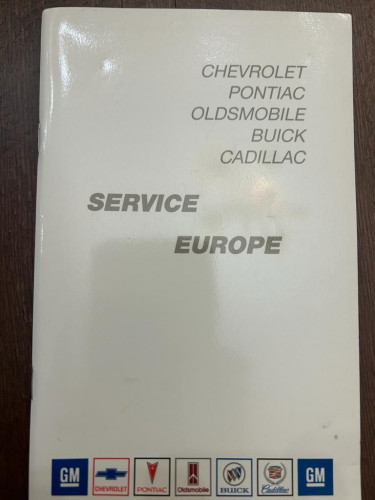 CHEVROLET
PONTIAC
OLDSMOBILE
BUICK
CADILLAC
SERVICE
EUROPE
GM CHEVROLET PONTIAC Oldsmobile BUICK Cadillac GM